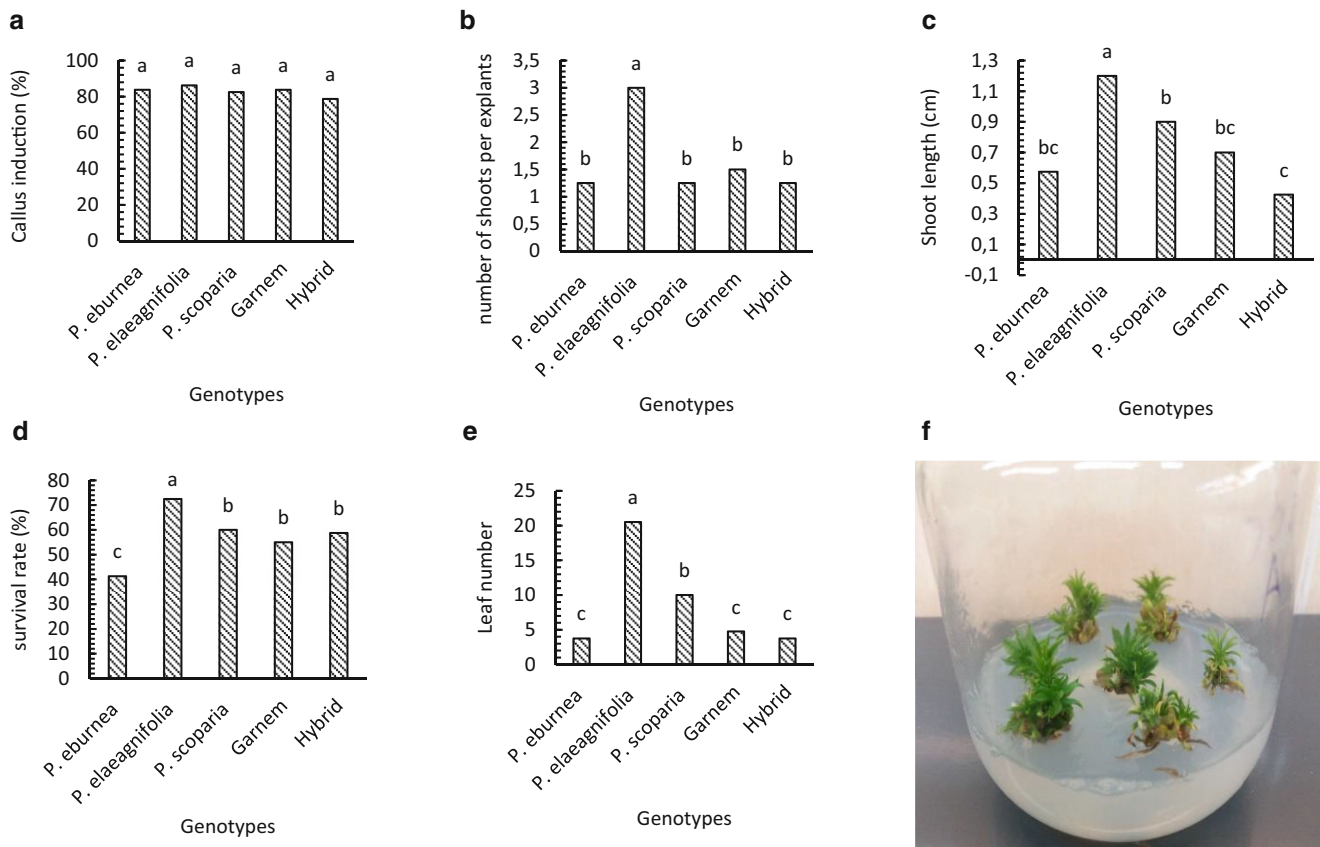 a
Callus induction (%)
100
80
60
40
20
0
a
a
a
a
a
P. eburnea
P. elaeagnifolia
P. scoparia
Garnem
Hybrid
Genotypes
b
number of shoots per explants
3,5
3
2,5
2
1,5
1
0,5
0
b
a
b
b
b
P. eburnea
P. elaeagnifolia
P. scoparia
Garnem
Hybrid
Genotypes
c
Shoot length (cm)
1,3
1,1
0,9
0,7
0,5
0,3
0,1
-0,1
bc
a
b
bc
c
P. eburnea
P. elaeagnifolia
P. scoparia
Garnem
Hybrid
Genotypes
d
survival rate (%)
80
70
60
50
40
30
20
10
0
c
a
b
b
b
P. eburnea
P. elaeagnifolia
P. scoparia
Garnem
Hybrid
Genotypes
e
Leaf number
25
20
15
10
5
0
c
a
b
c
c
P. eburnea
P. elaeagnifolia
P. scoparia
Garnem
Hybrid
Genotypes
f